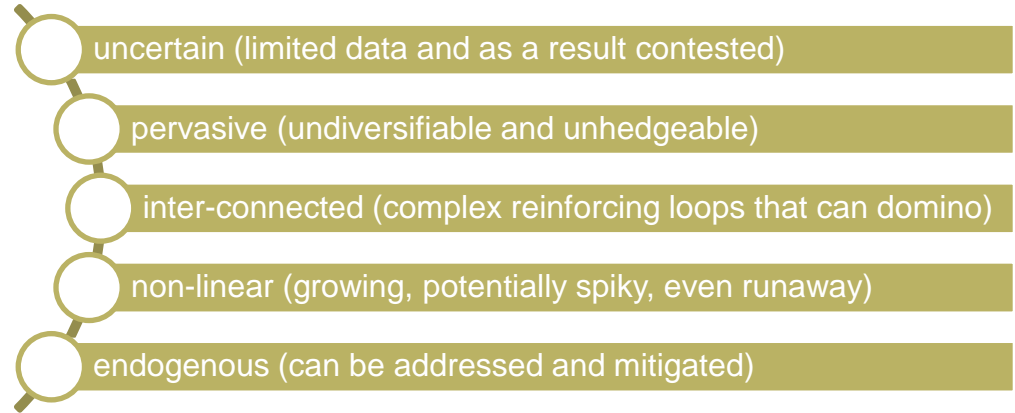 uncertain (limited data and as a result contested)
pervasive (undiversifiable and unhedgeable)
inter-connected (complex reinforcing loops that can domino)
non-linear (growing, potentially spiky, even runaway)
endogenous (can be addressed and mitigated)